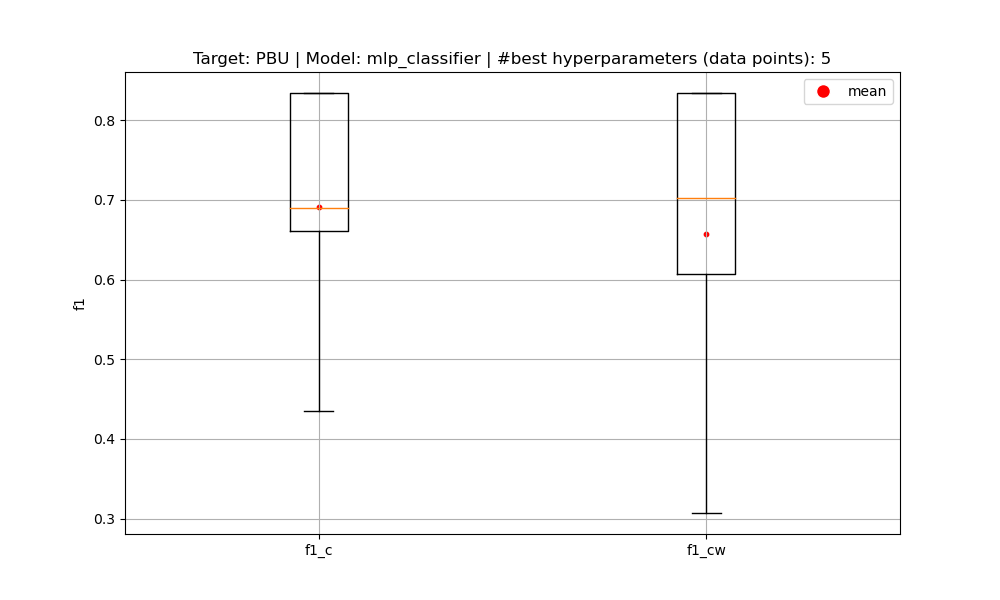 Target: PBU | Model: mlp_classifier | #best hyperparameters (data points): 5
mean
0.8
0.7
0.6
0.5
0.4
0.3
f1
f1_c
f1_cw